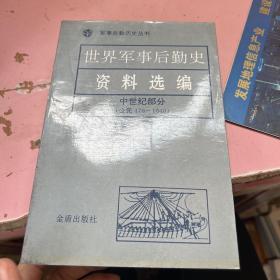 军事后勤历史丛书
世界军事后勤史
资料选编
中世纪部分
(公元476—1640)
金盾出版社
发展地理信息产业
建设